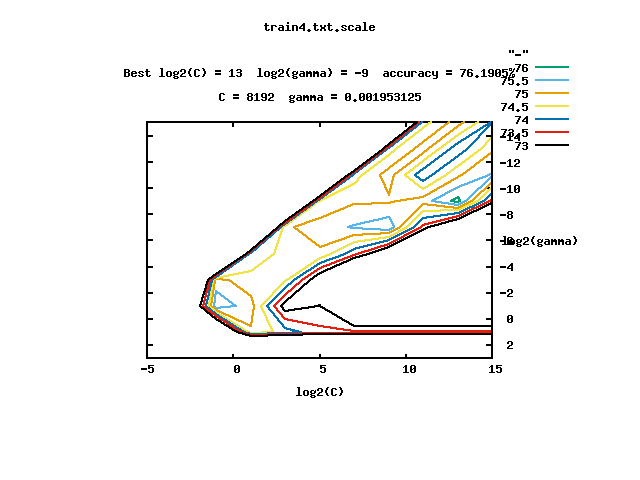 train4.txt.scale
"-"
Best log2(C) = 13 log2(gamma) = -9 accuracy = 76.1905%
C = 8192 gamma = 0.001953125
76
75.5
75
74.5
74
73.5
73
-14
-12
-10
-8
-6
log2(gamma)
-4
-2
0
2
-5 0 5 10 15
log2(C)